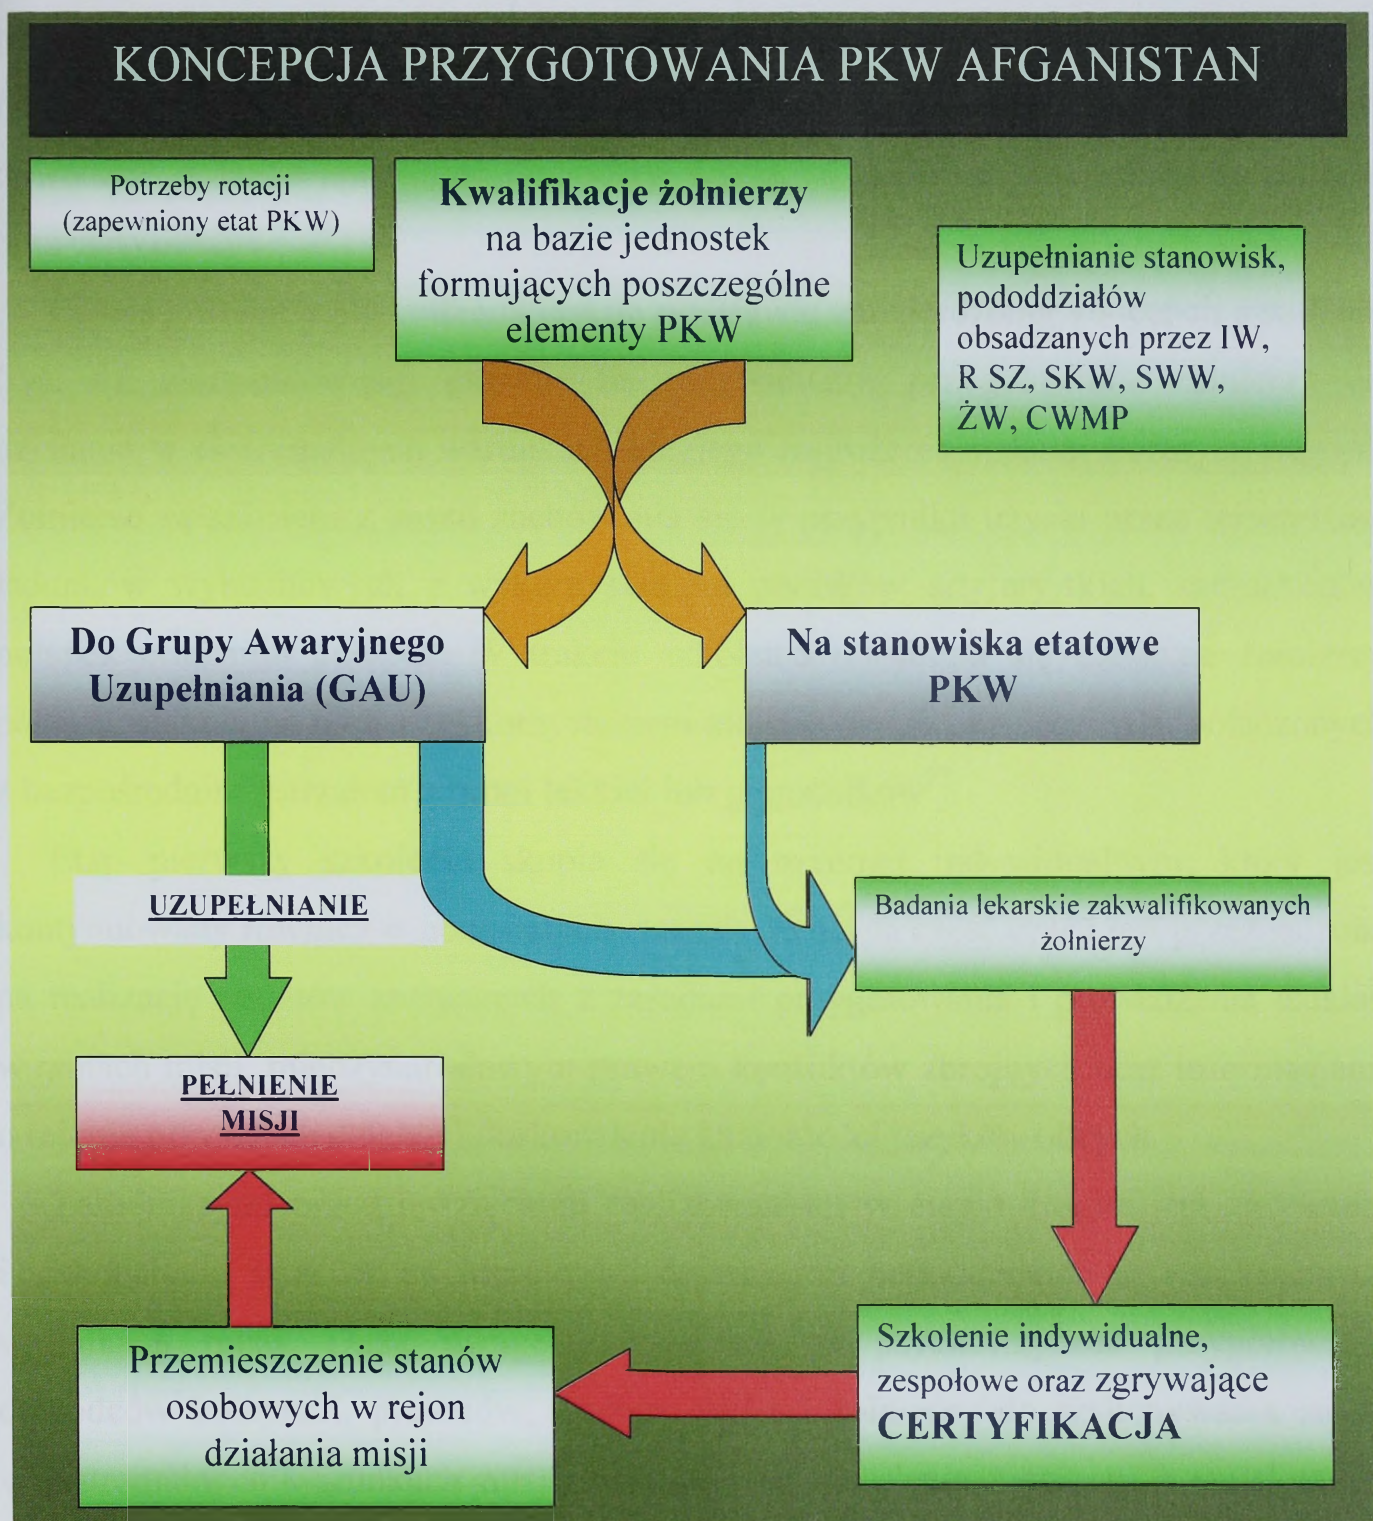 KONCEPCJA PRZYGOTOWANIA PKW AFGANISTAN
Potrzeby rotacji
(zapewniony etat PKW)
Kwalifikacje żołnierzy
na bazie jednostek
formujących poszczególne
elementy PKW
Uzupełnianie stanowisk,
pododdziałów
obsadzanych przez IW,
R SZ, SKW, SWW,
ŻW, CWMP
Do Grupy Awaryjnego
Uzupełniania (GAU)
Na stanowiska etatowe
PKW
UZUPEŁNIANIE
Badania lekarskie zakwalifikowanych
żołnierzy
PEŁNIENIE
MISJI
Przemieszczenie stanów
osobowych w rejon
działania misji
Szkolenie indywidualne,
zespołowe oraz zgrywające
CERTYFIKACJA